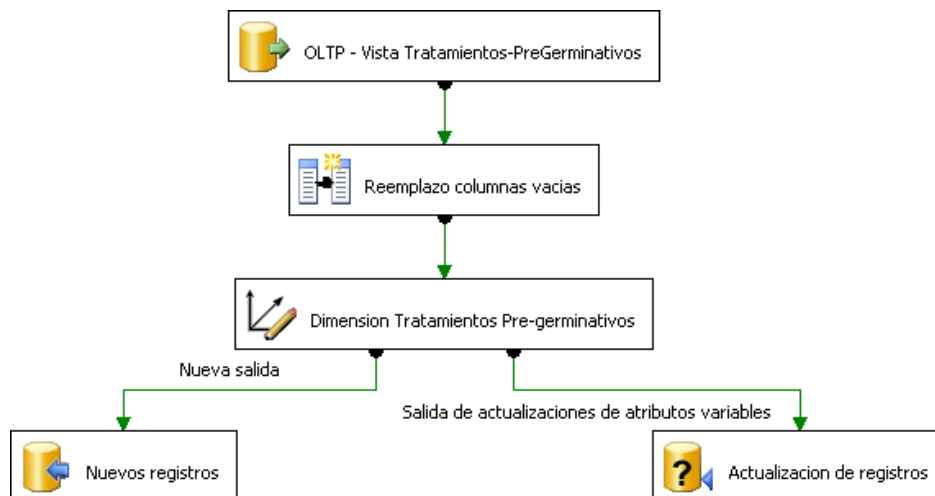 OLTP - Vista Tratamientos-PreGerminativos
Reemplazo columnas vacias
Dimension Tratamientos Pre-germinativos
Nueva salida
Salida de actualizaciones de atributos variables
Nuevos registros
?
Actualizacion de registros